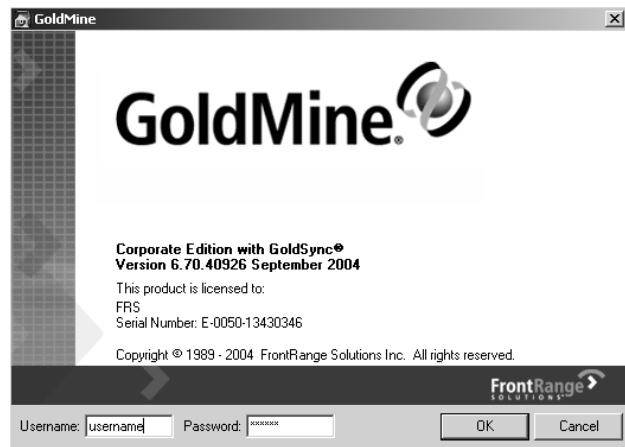 GoldMine
GoldMine®
Corporate Edition with GoldSync®
Version 6.70.40926 September 2004
This product is licensed to:
FRS
Serial Number: E-0050-13430346
Copyright © 1989 - 2004 FrontRange Solutions Inc. All rights reserved.
FrontRange
SOLUTIONS
Username: username Password: xxxxxx OK Cancel